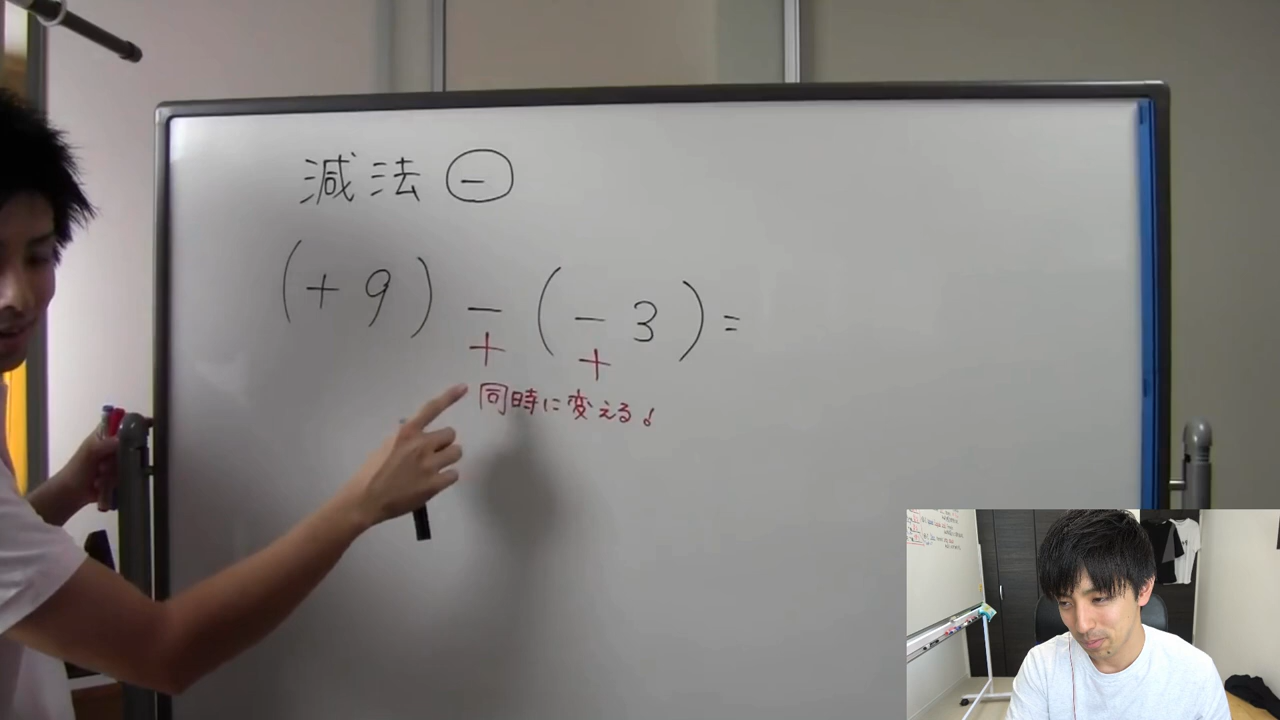 減法 ㊀
(+9) - (-3) =
+ +
同時に変える!